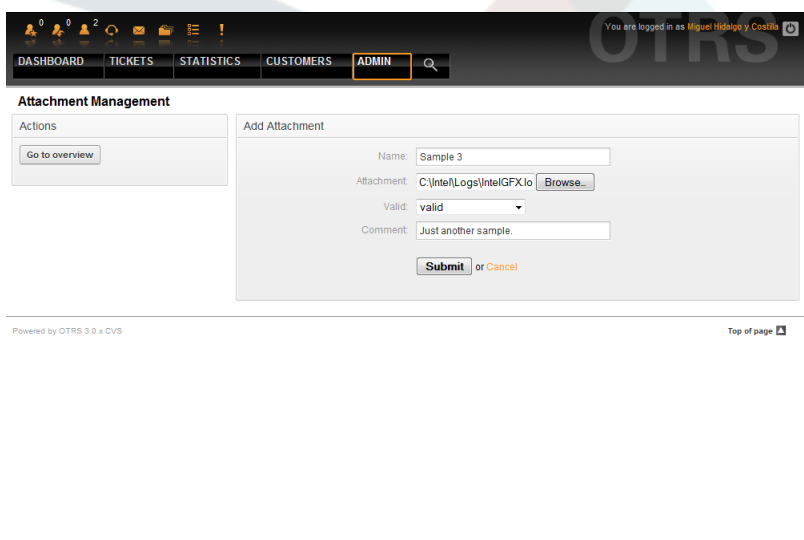 0 0 2
You are logged in as Miguel Hidalgo y Costilla
OTRS
DASHBOARD TICKETS STATISTICS CUSTOMERS ADMIN
Attachment Management
Actions
Go to overview
Add Attachment
Name: Sample 3
Attachment: C:\Intel\Logs\IntelGFX.lo Browse...
Valid: valid
Comment: Just another sample.
Submit or Cancel
Powered by OTRS 3.0.x CVS
Top of page